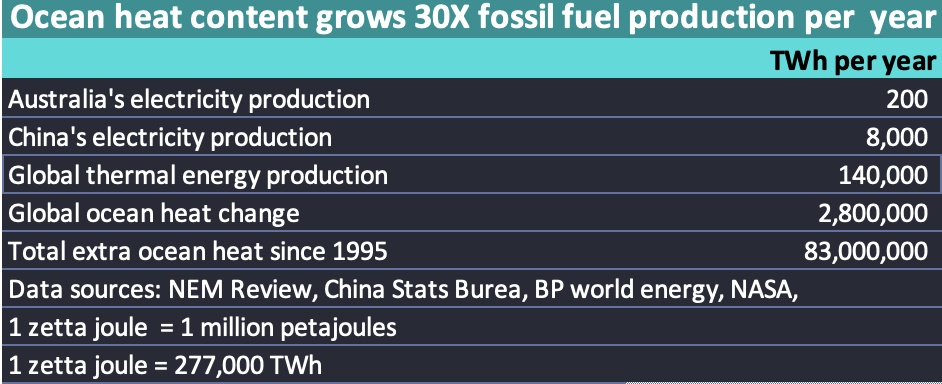 Ocean heat content grows 30X fossil fuel production per year
TWh per year
Australia's electricity production 200
China's electricity production 8,000
Global thermal energy production 140,000
Global ocean heat change 2,800,000
Total extra ocean heat since 1995 83,000,000
Data sources: NEM Review, China Stats Burea, BP world energy, NASA,
1 zetta joule = 1 million petajoules
1 zetta joule = 277,000 TWh